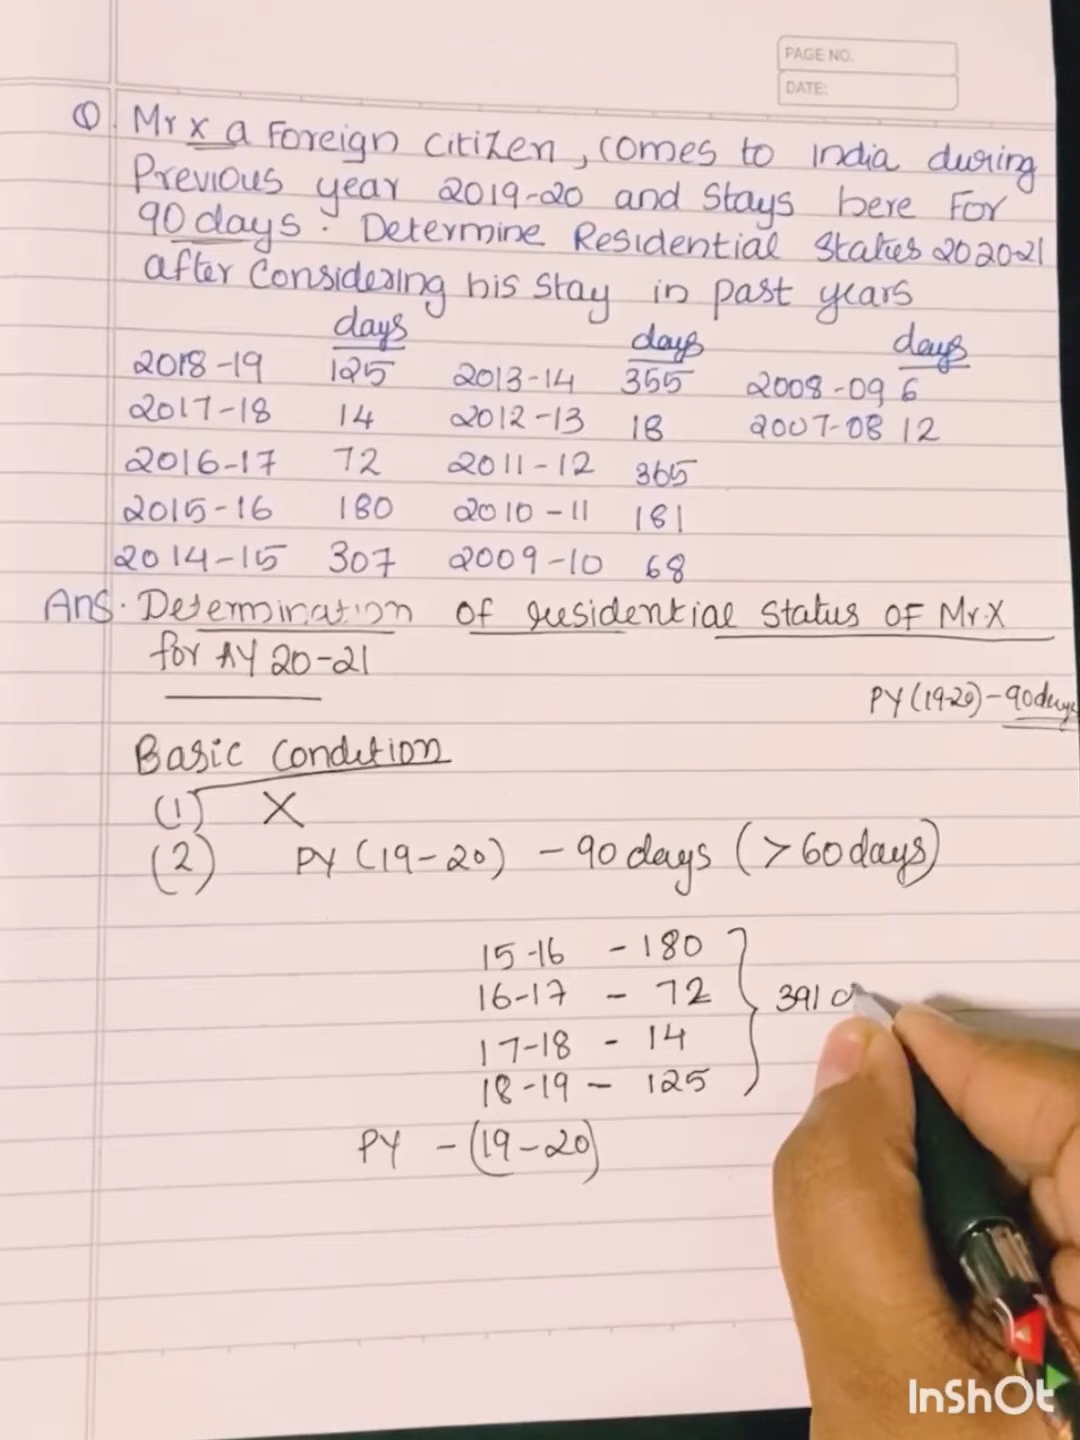 PAGE NO.
DATE:
Q. Mr X a Foreign Citizen, comes to India during
Previous year 2019-20 and Stays here For
90 days. Determine Residential Status 2020-21
after Considering his Stay in past years
days days days
2018-19 125 2013-14 355 2008-09 6
2017-18 14 2012-13 18 2007-08 12
2016-17 72 2011-12 365
2015-16 180 2010-11 181
2014-15 307 2009-10 68
Ans. Determination of residential Status OF Mr.X
for AY 20-21
PY (19-20) - 90days
Basic Condition
(1) X
(2) PY (19-20) - 90 days (> 60 days)
15-16 - 180
16-17 - 72
17-18 - 14
18-19 - 125
391 d
PY - (19-20)
InShOt